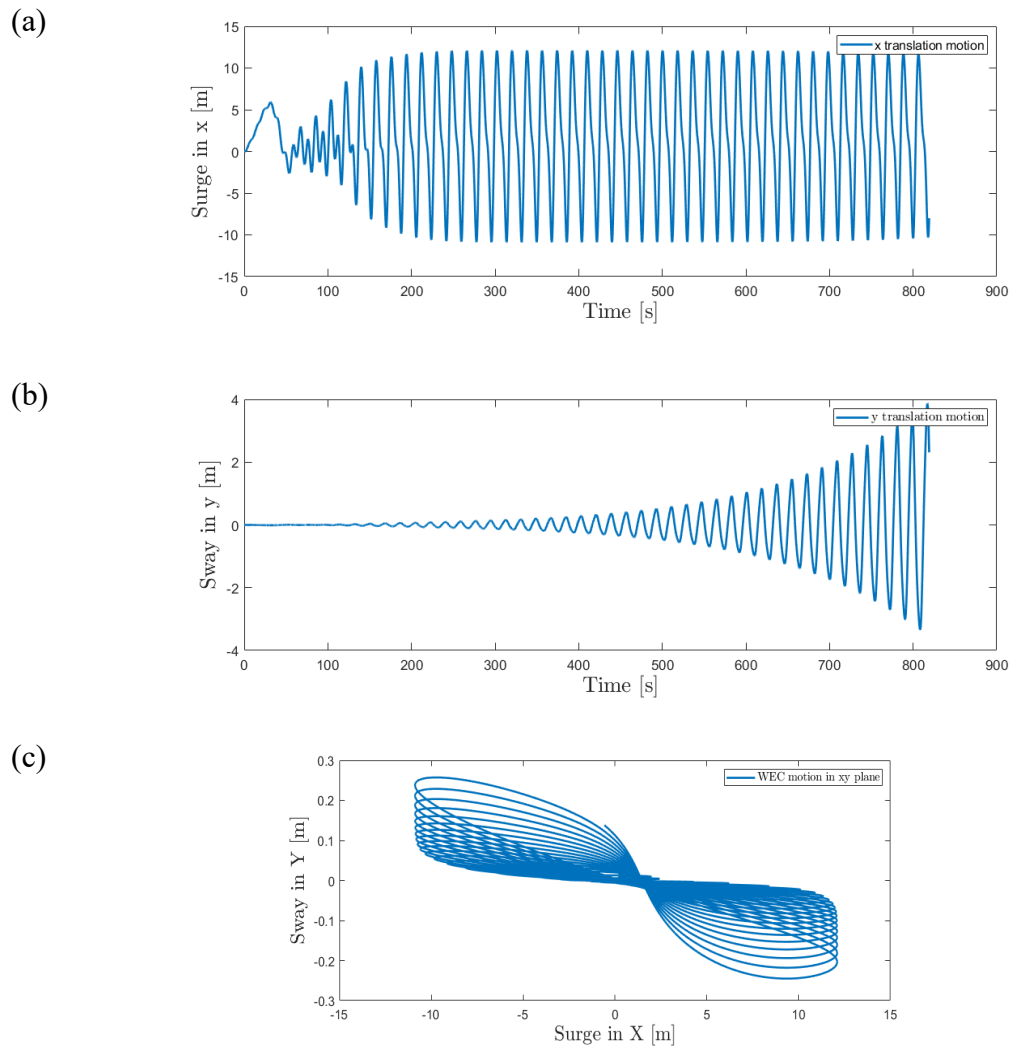 (a)
15
10
5
0
-5
-10
-15
Surge in x [m]
x translation motion
0 100 200 300 400 500 600 700 800 900
Time [s]
(b)
4
2
0
-2
-4
Sway in y [m]
y translation motion
0 100 200 300 400 500 600 700 800 900
Time [s]
(c)
0.3
0.2
0.1
0
-0.1
-0.2
-0.3
Sway in Y [m]
WEC motion in xy plane
-15 -10 -5 0 5 10 15
Surge in X [m]